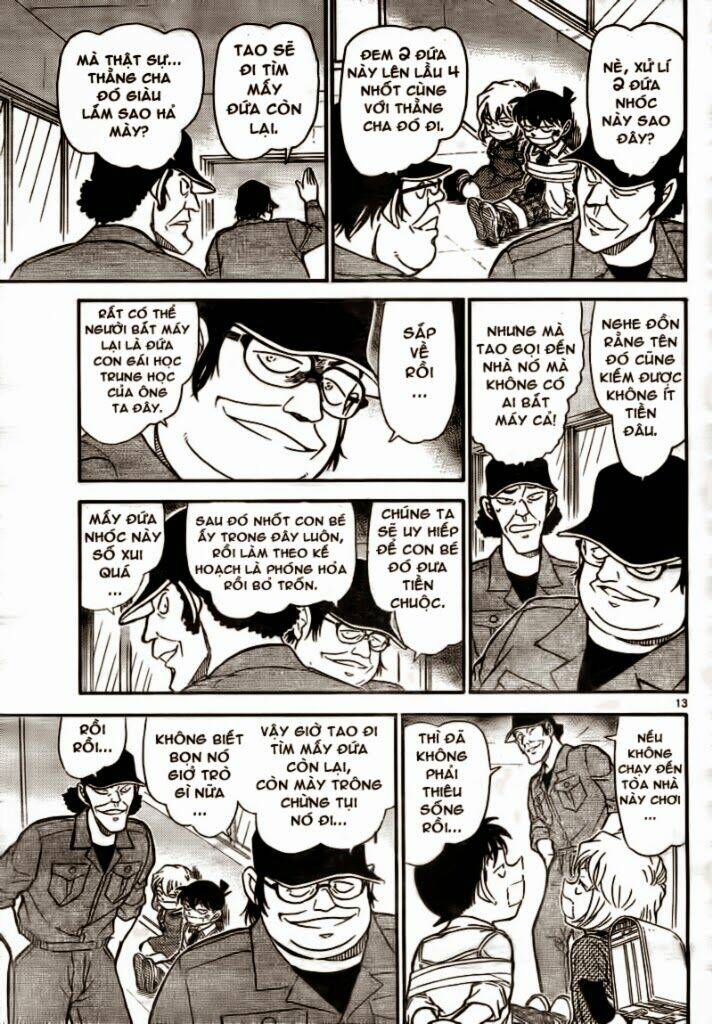 NÈ, XỬ LÍ
2 ĐỨA
NHÓC
NÀY SAO
ĐÂY?
ĐEM 2 ĐỨA
NÀY LÊN LẦU 4
NHỐT CÙNG
VỚI THẰNG
CHA ĐÓ ĐI.
TAO SẼ
ĐI TÌM
MẤY
ĐỨA CÒN
LẠI.
MÀ THẬT SỰ...
THẰNG CHA
ĐÓ GIÀU
LẮM SAO HẢ
MÀY?
NGHE ĐỒN
RẰNG TÊN
ĐÓ CŨNG
KIẾM ĐƯỢC
KHÔNG ÍT
TIỀN
ĐÂU.
NHƯNG MÀ
TAO GỌI ĐẾN
NHÀ NÓ MÀ
KHÔNG CÓ
AI BẮT
MÁY CẢ!
SẮP
VỀ RỒI
...
RẤT CÓ THỂ
NGƯỜI BẮT MÁY
LẠI LÀ ĐỨA
CON GÁI HỌC
TRUNG HỌC
CỦA ÔNG
TA ĐÂY.
CHÚNG TA
SẼ UY HIẾP
ĐỂ CON BÉ
ĐÓ ĐƯA
TIỀN
CHUỘC.
SAU ĐÓ NHỐT CON BÉ
ẤY TRONG ĐÂY LUÔN,
RỒI LÀM THEO KẾ
HOẠCH LÀ PHÓNG HỎA
RỒI BỎ TRỐN.
MẤY ĐỨA
NHÓC NÀY
SỐ XUI
QUÁ
...
13
NẾU
KHÔNG
CHẠY ĐẾN
TÒA NHÀ
NÀY CHƠI
...
THÌ ĐÃ
KHÔNG
PHẢI
THIÊU
SỐNG
RỒI...
VẬY GIỜ TAO ĐI
TÌM MẤY ĐỨA
CÒN LẠI,
CÒN MÀY TRÔNG
CHỪNG TỤI
NÓ ĐI...
KHÔNG BIẾT
BỌN NÓ
GIỞ TRÒ
GÌ NỮA
...
RỒI
RỒI...